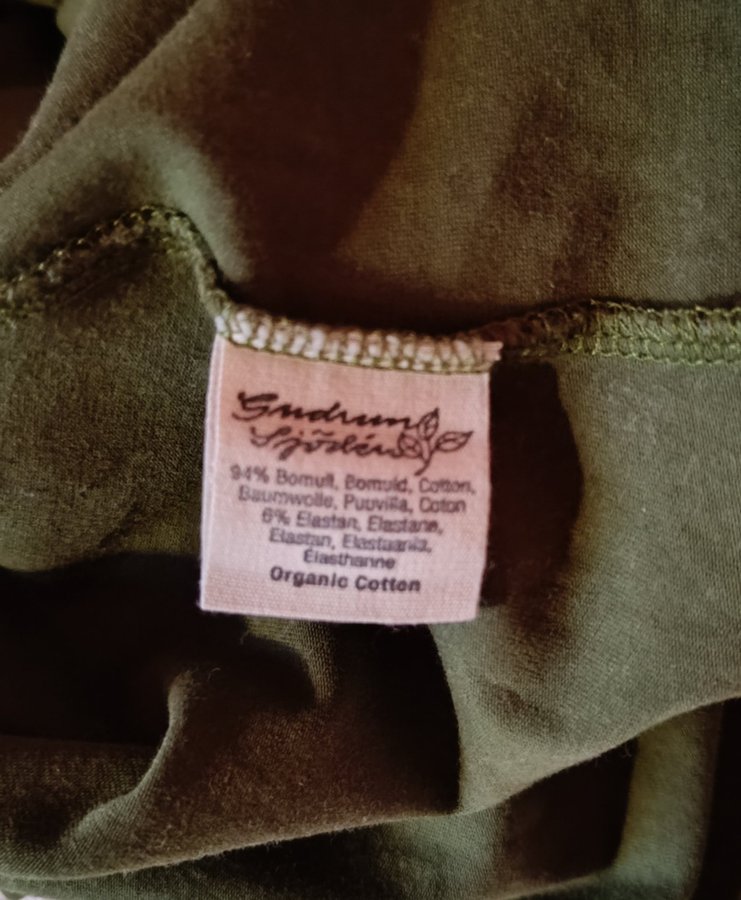 Gudrun
Sjödén
94% Bomull, Bomuld, Cotton,
Baumwolle, Puuvilla, Coton
6% Elastan, Elastane,
Elastan, Elastaania,
Élasthanne
Organic Cotton